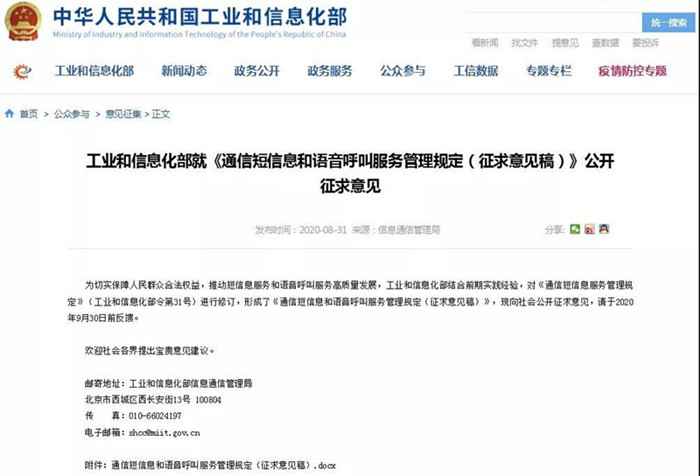 中华人民共和国工业和信息化部
Ministry of Industry and Information Technology of the People's Republic of China
统一搜索
看新闻 找文件 提意见 查数据 要投诉
工业和信息化部 新闻动态 政务公开 政务服务 公众参与 工信数据 专题专栏 疫情防控专题
首页 > 公众参与 > 意见征集 > 正文
工业和信息化部就《通信短信息和语音呼叫服务管理规定（征求意见稿）》公开
征求意见
发布时间：2020-08-31 来源：信息通信管理局
分享:
为切实保障人民群众合法权益，推动短信息服务和语音呼叫服务高质量发展，工业和信息化部结合前期实践经验，对《通信短信息服务管理规
定》（工业和信息化部令第31号）进行修订，形成了《通信短信息和语音呼叫服务管理规定（征求意见稿）》，现向社会公开征求意见，请于2020
年9月30日前反馈。
欢迎社会各界提出宝贵意见建议。
邮寄地址：工业和信息化部信息通信管理局
北京市西城区西长安街13号 100804
传 真：010-66024197
电子邮箱：shcc@miit.gov.cn
附件：通信短信息和语音呼叫服务管理规定（征求意见稿）.docx